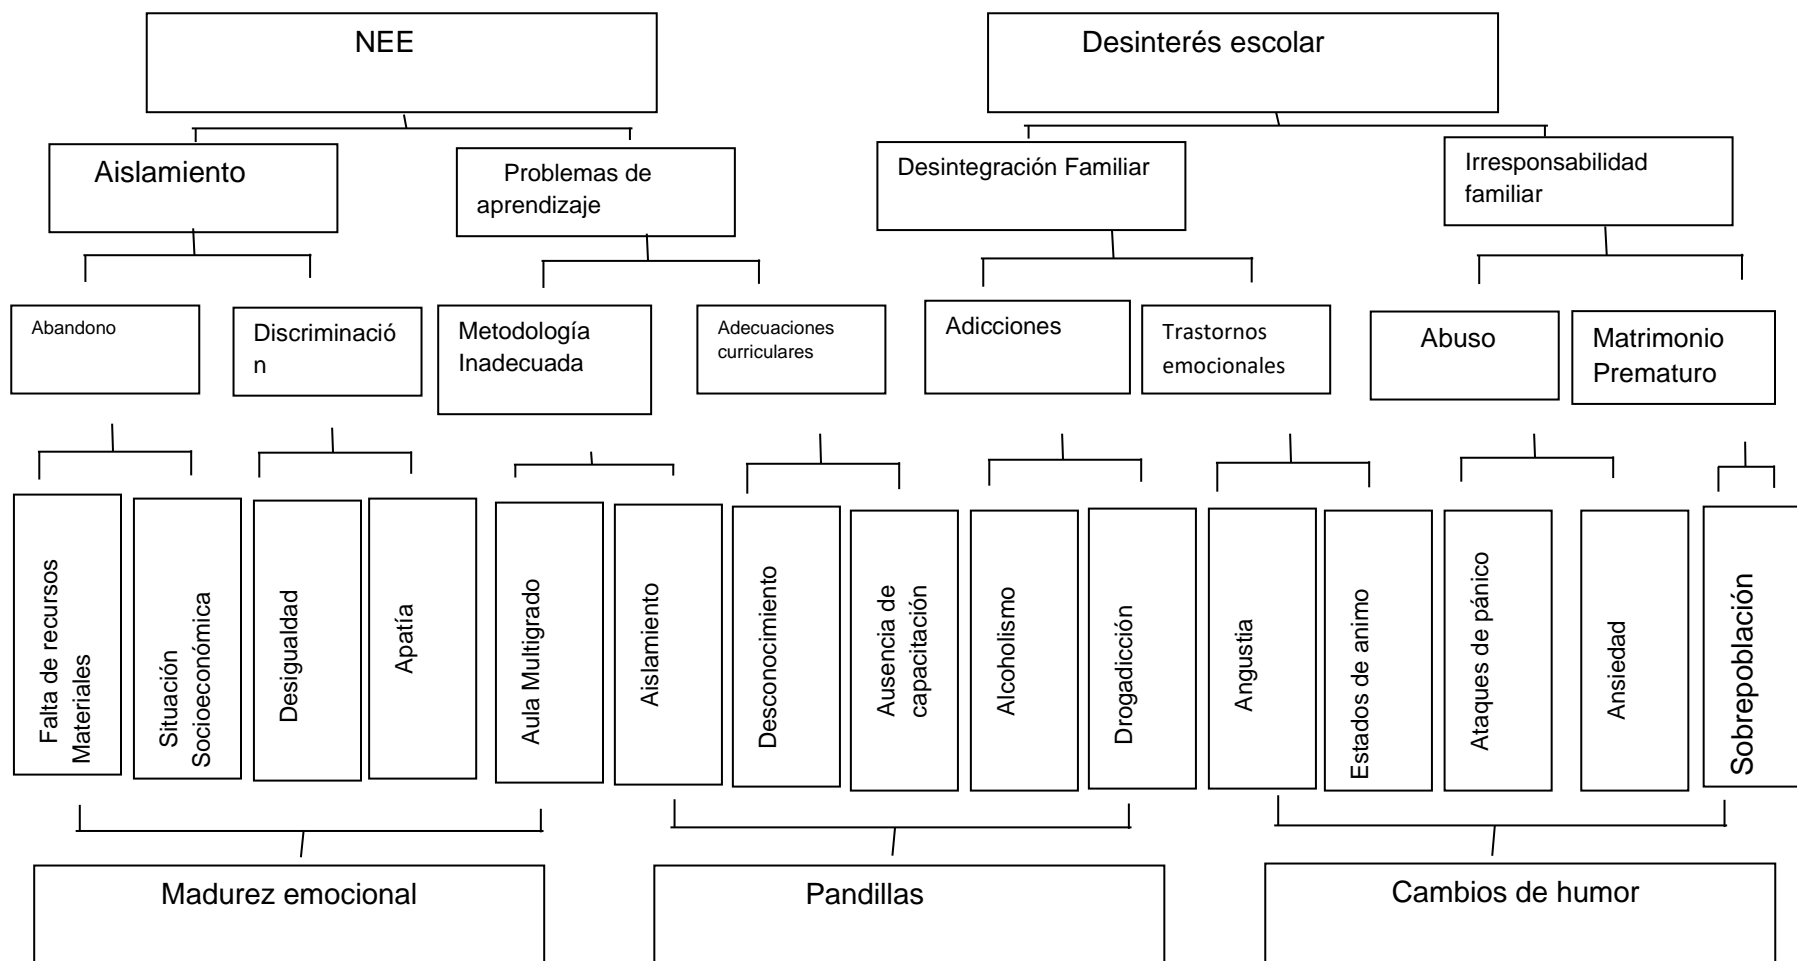 NEE
Desinterés escolar
Aislamiento
Problemas de
aprendizaje
Desintegración Familiar
Irresponsabilidad
familiar
Abandono
Discriminació
n
Metodología
Inadecuada
Adecuaciones
curriculares
Adicciones
Trastornos
emocionales
Abuso
Matrimonio
Prematuro
Falta de recursos
Materiales
Situación
Socioeconómica
Desigualdad
Apatía
Aula Multigrado
Aislamiento
Desconocimiento
Ausencia de
capacitación
Alcoholismo
Drogadicción
Angustia
Estados de animo
Ataques de pánico
Ansiedad
Sobrepoblación
Madurez emocional
Pandillas
Cambios de humor